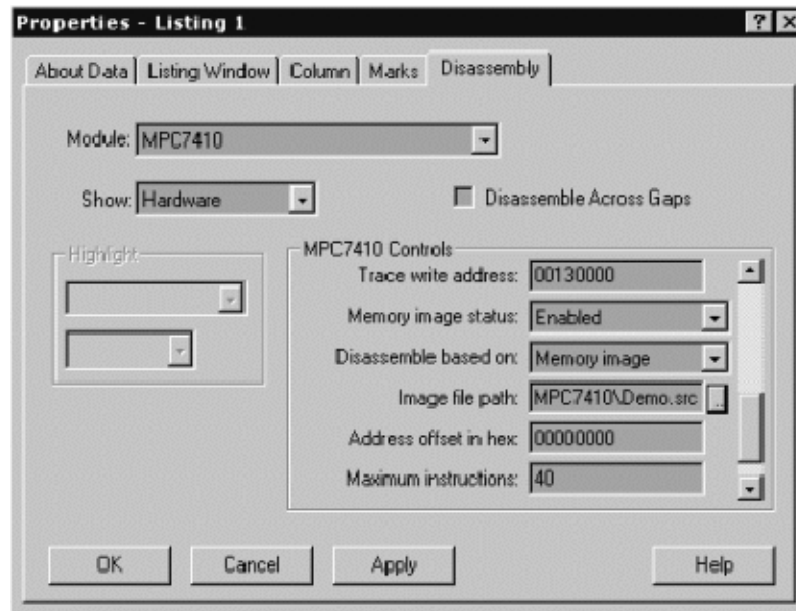 Properties - Listing 1
About Data Listing Window Column Marks Disassembly
Module: MPC7410
Show: Hardware Disassemble Across Gaps
Highlight
MPC7410 Controls
Trace write address: 00130000
Memory image status: Enabled
Disassemble based on: Memory image
Image file path: MPC7410\Demo.src ..
Address offset in hex: 00000000
Maximum instructions: 40
OK Cancel Apply Help